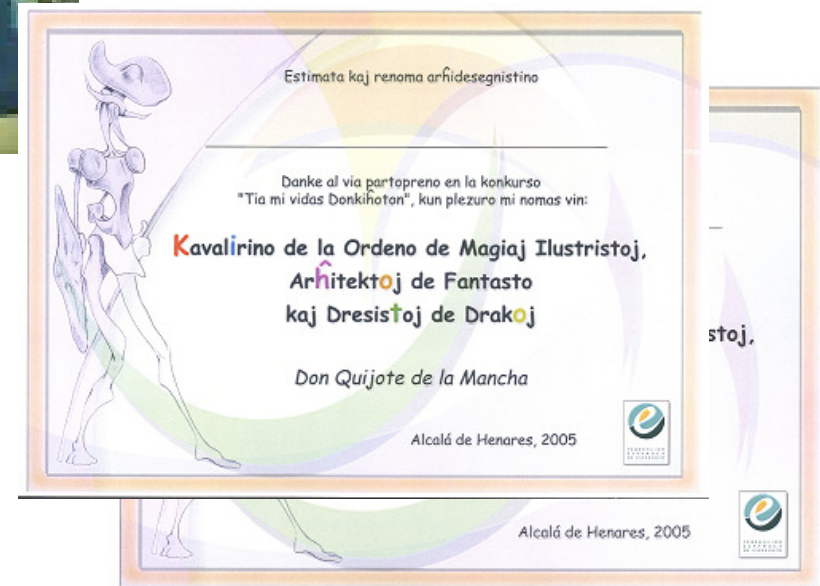 Estimata kaj renoma arĥidesegnistino
Danke al via partopreno en la konkurso
"Tia mi vidas Donkiĥoton", kun plezuro mi nomas vin:
Kavalirino de la Ordeno de Magiaj Ilustristoj,
Arĥitektoj de Fantasto
kaj Dresistoj de Drakoj
Don Quijote de la Mancha
Alcalá de Henares, 2005
stoj,
Alcalá de Henares, 2005